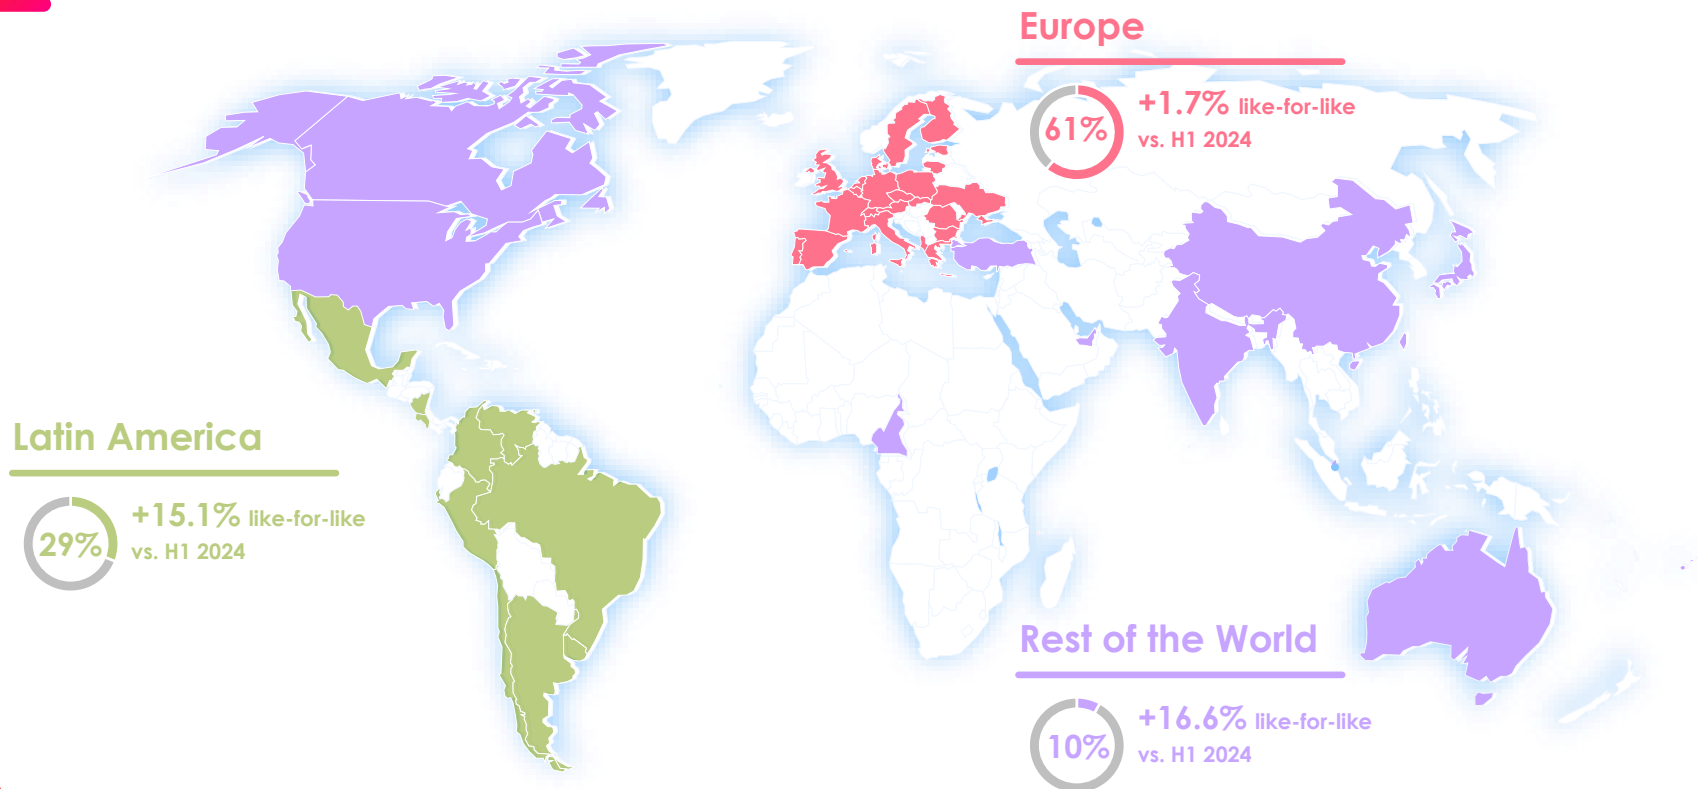 Europe
61%
+1.7% like-for-like
vs. H1 2024
Latin America
29%
+15.1% like-for-like
vs. H1 2024
Rest of the World
10%
+16.6% like-for-like
vs. H1 2024